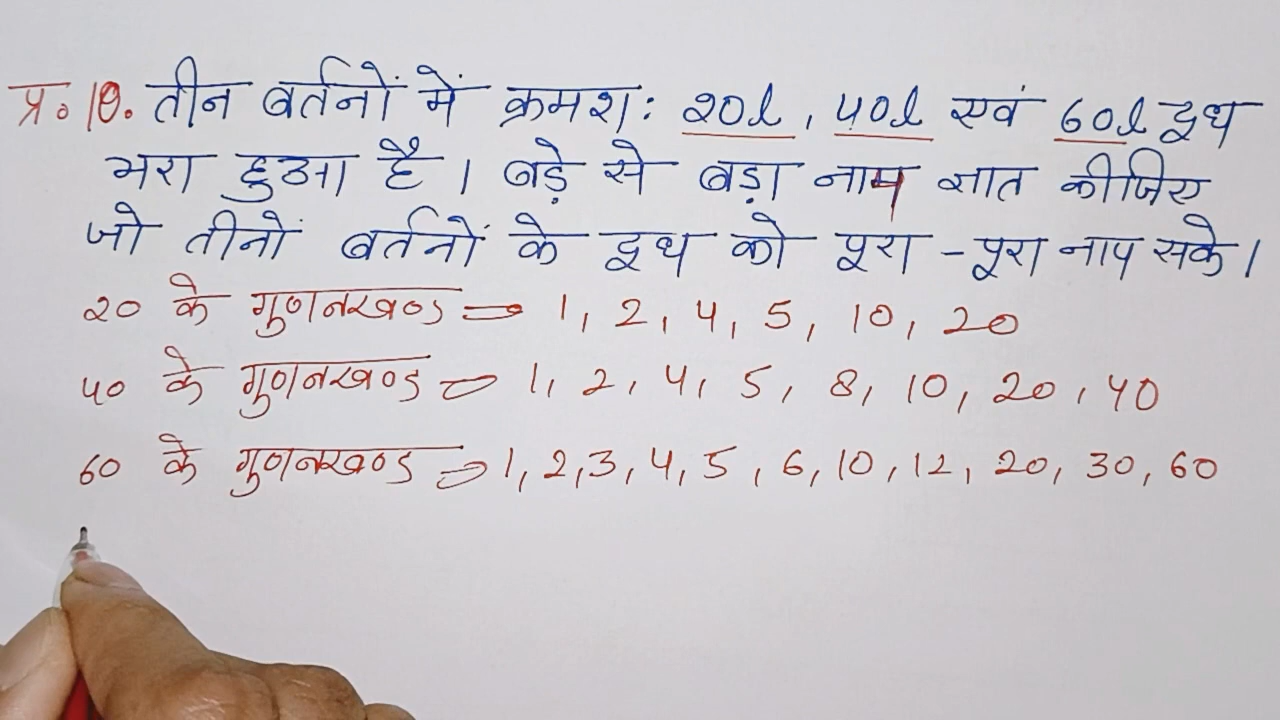 प्र. 10. तीन बर्तनों में क्रमश: 20l, 40l एवं 60l दूध
भरा हुआ है । बड़े से बड़ा नाम ज्ञात कीजिए
जो तीनों बर्तनों के दूध को पूरा - पूरा नाप सके ।
20 के गुणनखण्ड ⇒ 1, 2, 4, 5, 10, 20
40 के गुणनखण्ड ⇒ 1, 2, 4, 5, 8, 10, 20, 40
60 के गुणनखण्ड ⇒ 1, 2, 3, 4, 5, 6, 10, 12, 20, 30, 60